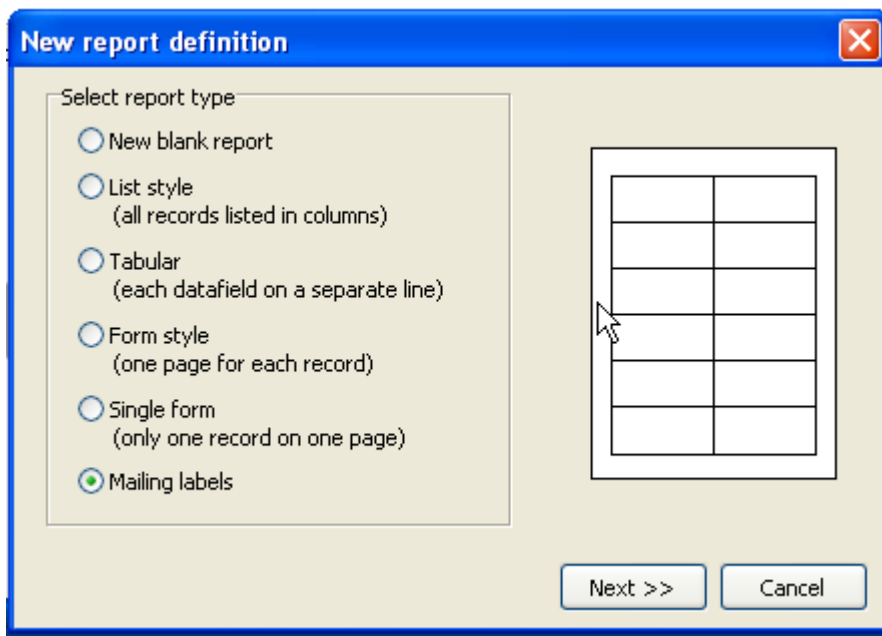 New report definition
Select report type
New blank report
List style
(all records listed in columns)
Tabular
(each datafield on a separate line)
Form style
(one page for each record)
Single form
(only one record on one page)
Mailing labels
Next >>
Cancel